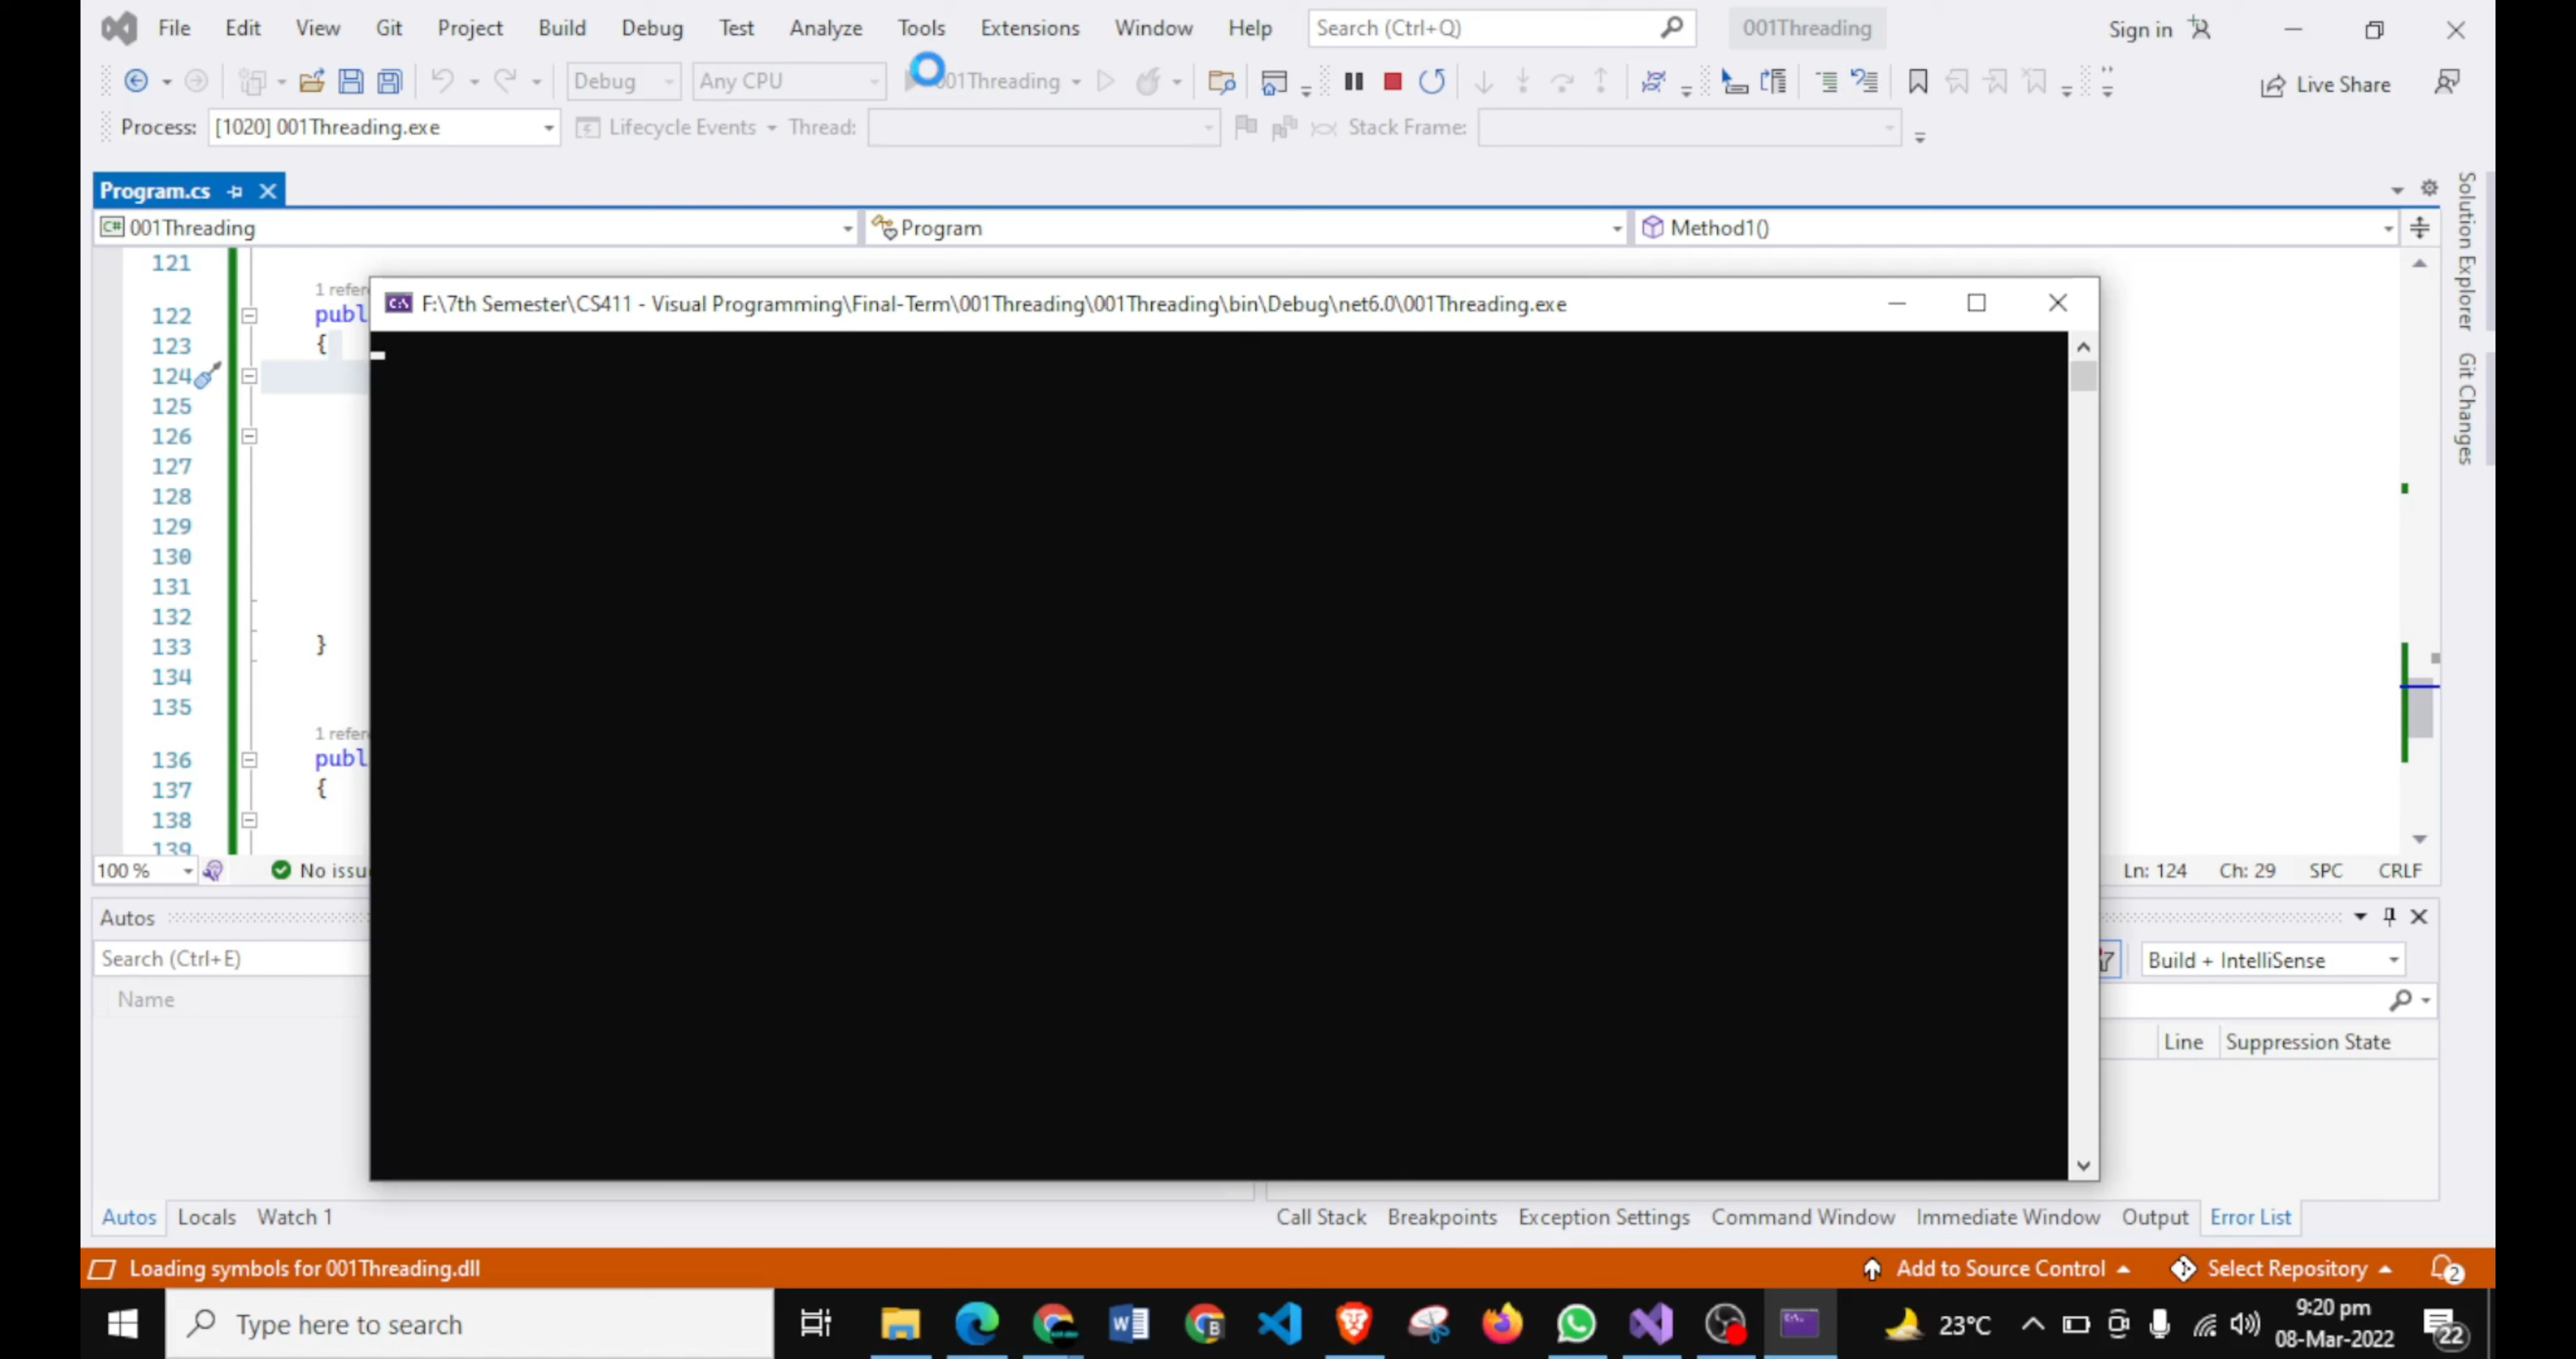 File Edit View Git Project Build Debug Test Analyze Tools Extensions Window Help Search (Ctrl+Q) 001Threading Sign in
Debug Any CPU 001Threading Live Share
Process: [1020] 001Threading.exe Lifecycle Events Thread: Stack Frame:
Program.cs
C# 001Threading Program Method1()
121
1 refer
122 publ
123 {
124
125
126
127
128
129
130
131
132
133 }
134
135
1 refer
136 publ
137 {
138
139
C:\ F:\7th Semester\CS411 - Visual Programming\Final-Term\001Threading\001Threading\bin\Debug\net6.0\001Threading.exe
Solution Explorer
Git Changes
100 % No issu Ln: 124 Ch: 29 SPC CRLF
Autos
Search (Ctrl+E) Build + IntelliSense
Name
Line Suppression State
Autos Locals Watch 1 Call Stack Breakpoints Exception Settings Command Window Immediate Window Output Error List
Loading symbols for 001Threading.dll Add to Source Control Select Repository 2
Type here to search 23°C 9:20 pm
08-Mar-2022 22